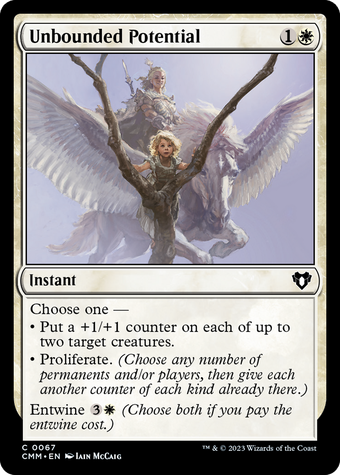 Unbounded Potential 1
Instant
Choose one —
• Put a +1/+1 counter on each of up
to two target creatures.
• Proliferate. (Choose any number of
permanents and/or players, then give each
another counter of each kind already there.)
Entwine 3 (Choose both if you pay the
entwine cost.)
C 0067
CMM • EN Iain McCaig
™ & © 2023 Wizards of the Coast